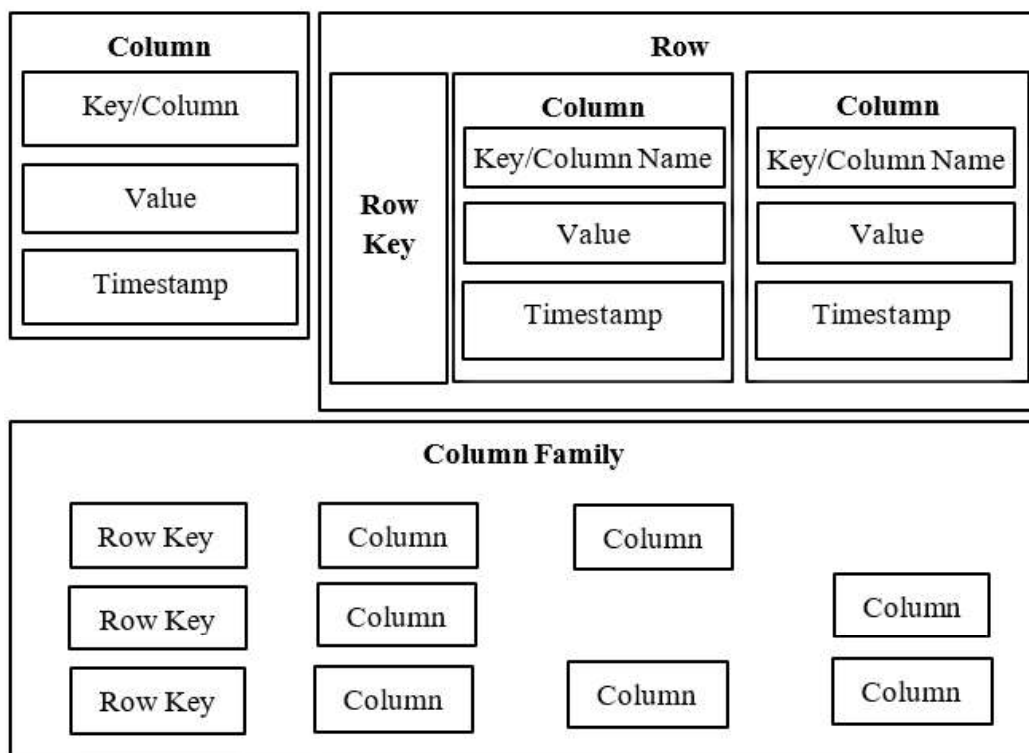 Column
Key/Column
Value
Timestamp
Row
Row
Key
Column
Key/Column Name
Value
Timestamp
Column
Key/Column Name
Value
Timestamp
Column Family
Row Key Column Column
Row Key Column Column
Row Key Column Column Column